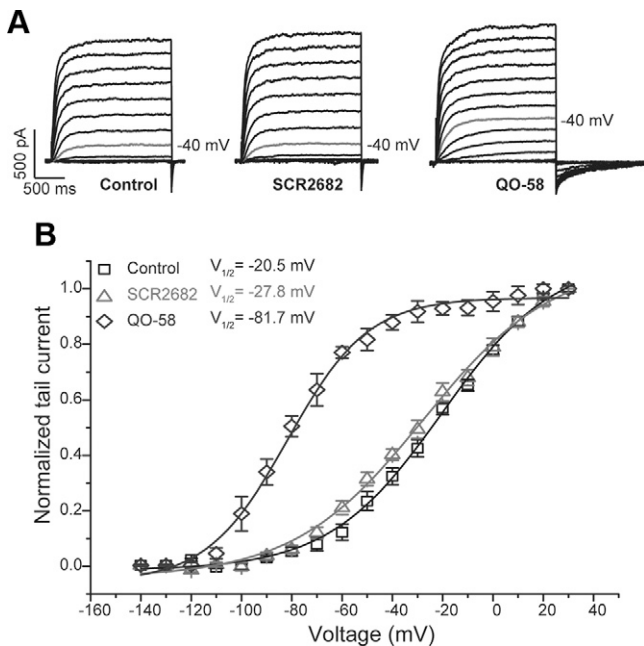 A
500 pA
500 ms
Control
-40 mV
SCR2682
-40 mV
QO-58
-40 mV
B
Control V1/2= -20.5 mV
SCR2682 V1/2= -27.8 mV
QO-58 V1/2= -81.7 mV
Normalized tail current
1.0
0.8
0.6
0.4
0.2
0.0
-160 -140 -120 -100 -80 -60 -40 -20 0 20 40
Voltage (mV)